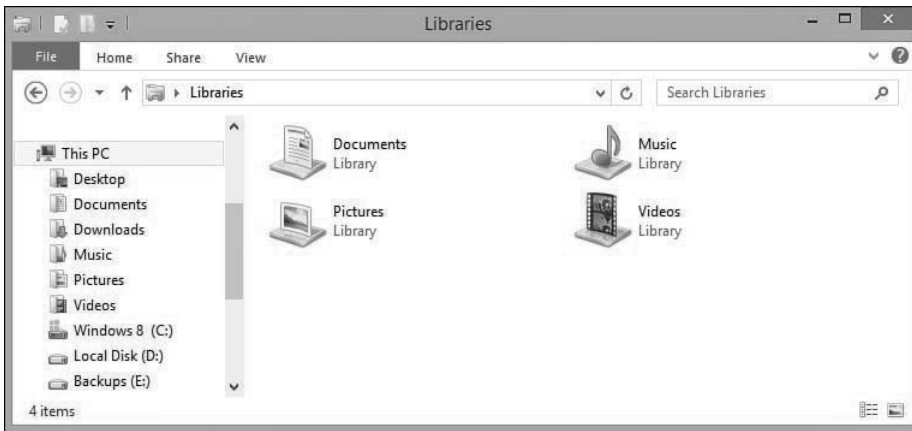 Libraries
File Home Share View
Libraries
Search Libraries
This PC
Desktop
Documents
Downloads
Music
Pictures
Videos
Windows 8 (C:)
Local Disk (D:)
Backups (E:)
Documents
Library
Music
Library
Pictures
Library
Videos
Library
4 items